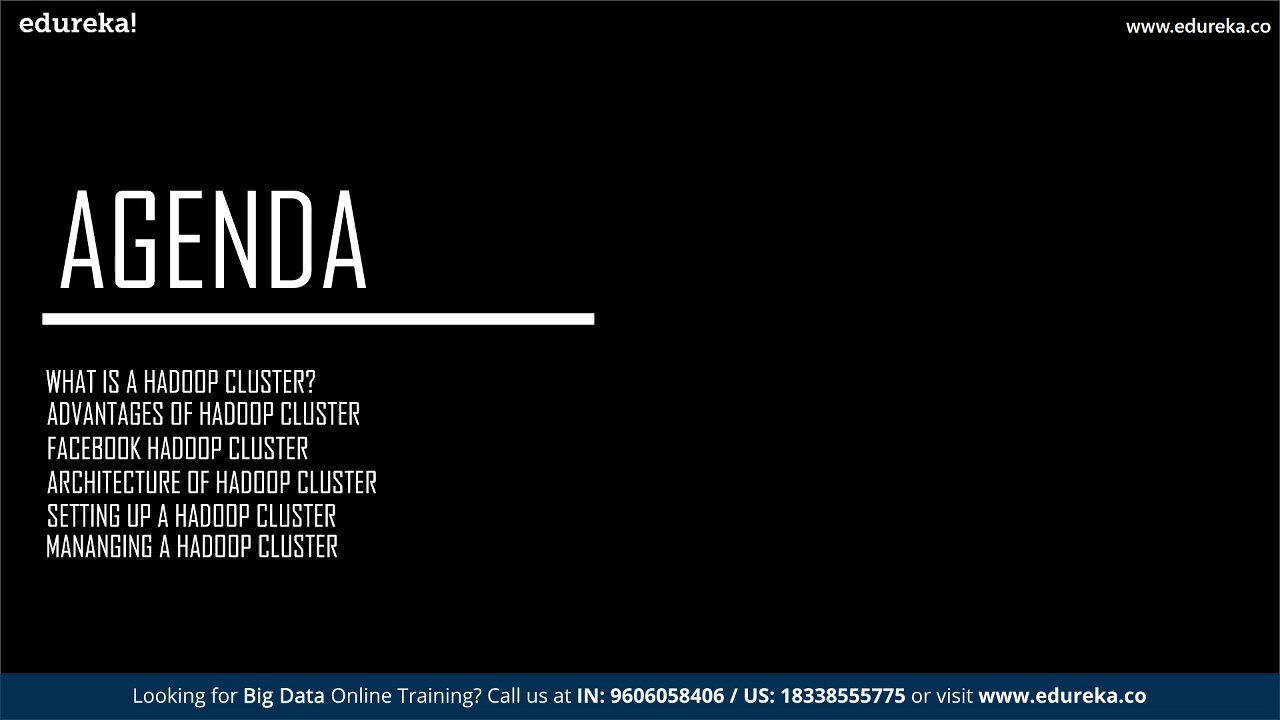 edureka!
www.edureka.co
AGENDA
WHAT IS A HADOOP CLUSTER?
ADVANTAGES OF HADOOP CLUSTER
FACEBOOK HADOOP CLUSTER
ARCHITECTURE OF HADOOP CLUSTER
SETTING UP A HADOOP CLUSTER
MANANGING A HADOOP CLUSTER
Looking for Big Data Online Training? Call us at IN: 9606058406 / US: 18338555775 or visit www.edureka.co